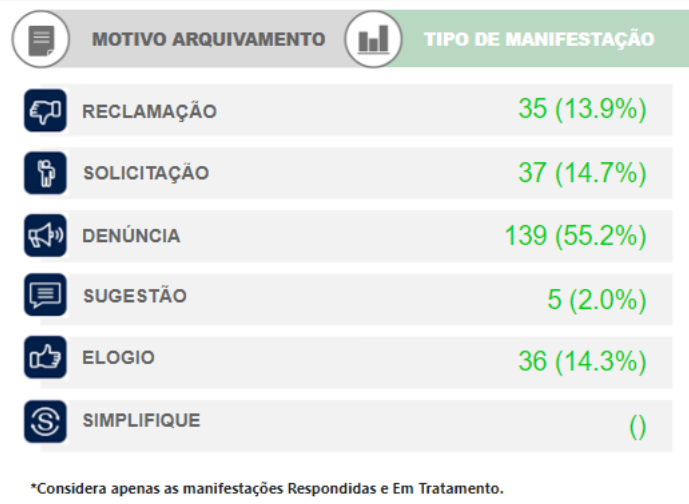 MOTIVO ARQUIVAMENTO TIPO DE MANIFESTAÇÃO
RECLAMAÇÃO 35 (13.9%)
SOLICITAÇÃO 37 (14.7%)
DENÚNCIA 139 (55.2%)
SUGESTÃO 5 (2.0%)
ELOGIO 36 (14.3%)
SIMPLIFIQUE ()
*Considera apenas as manifestações Respondidas e Em Tratamento.